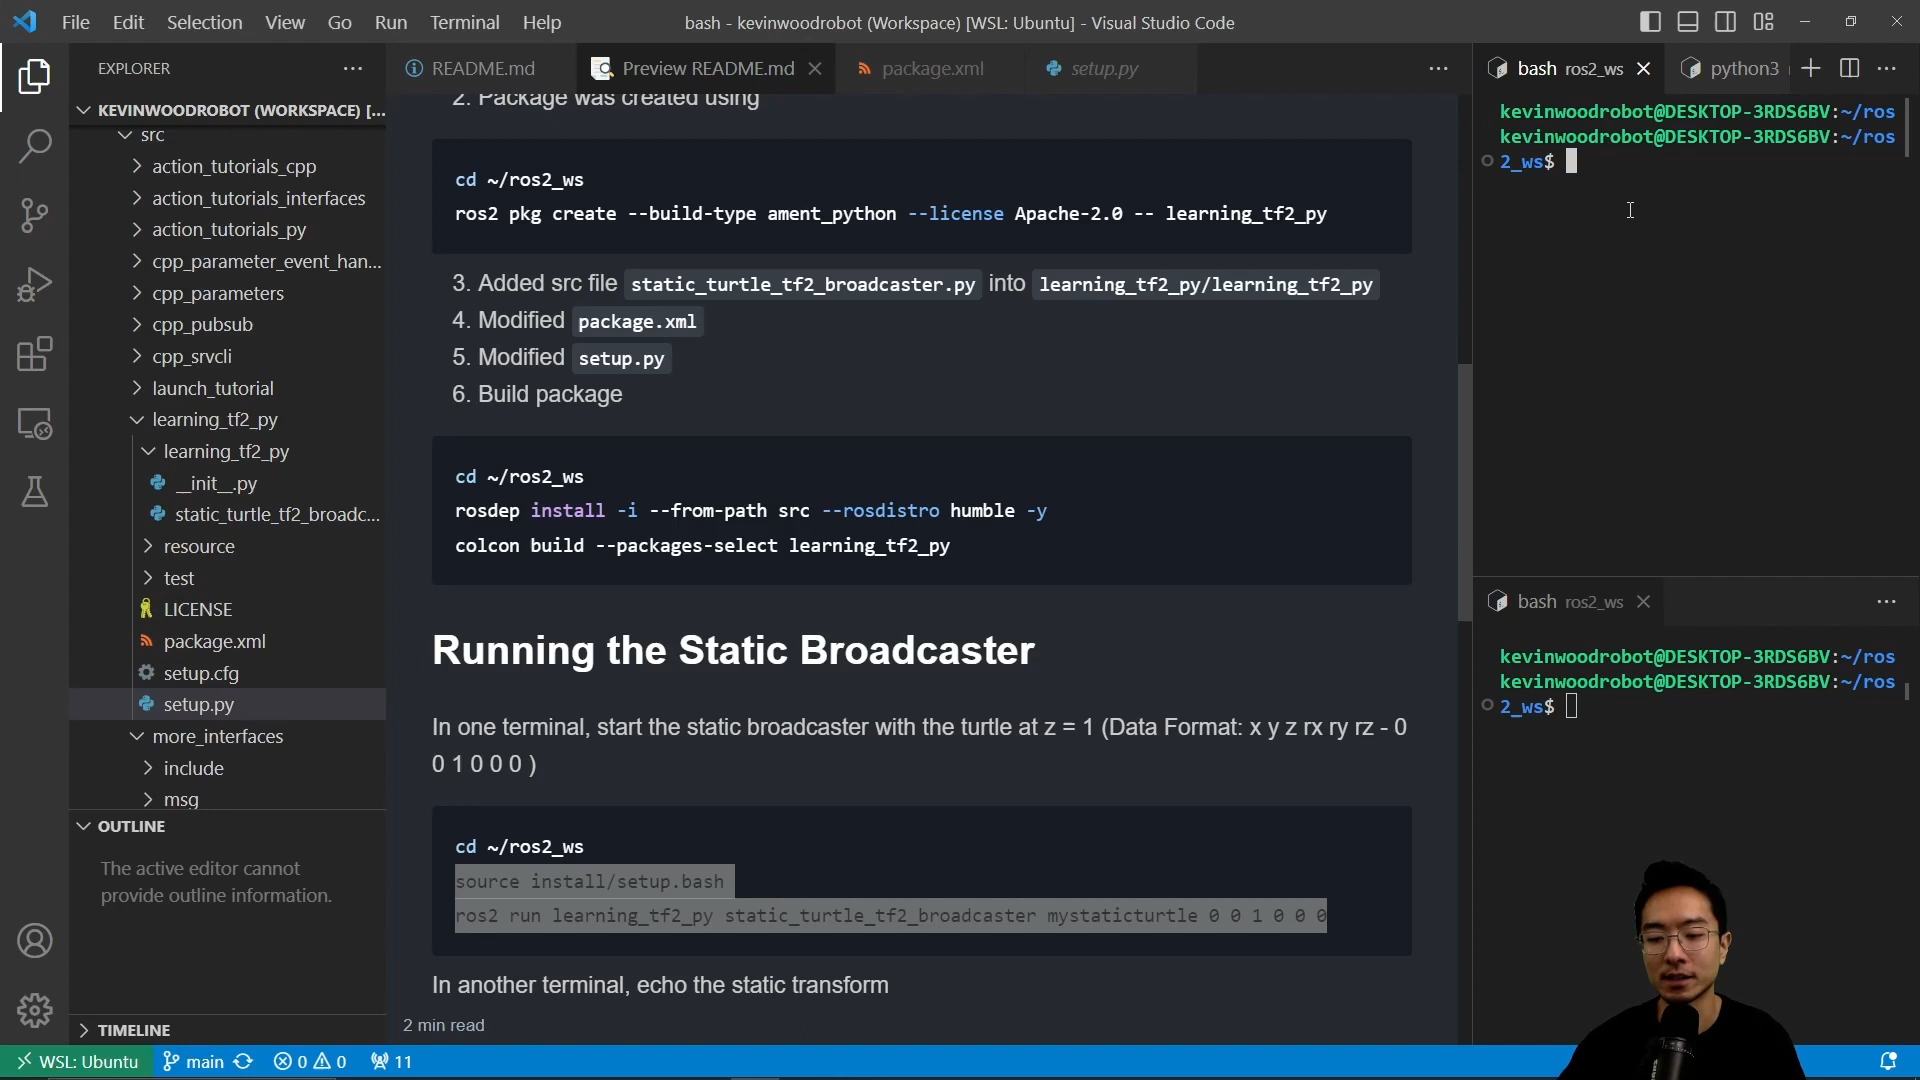 File Edit Selection View Go Run Terminal Help
bash - kevinwoodrobot (Workspace) [WSL: Ubuntu] - Visual Studio Code
EXPLORER
KEVINWOODROBOT (WORKSPACE) [...
src
action_tutorials_cpp
action_tutorials_interfaces
action_tutorials_py
cpp_parameter_event_han...
cpp_parameters
cpp_pubsub
cpp_srvcli
launch_tutorial
learning_tf2_py
learning_tf2_py
__init__.py
static_turtle_tf2_broadc...
resource
test
LICENSE
package.xml
setup.cfg
setup.py
more_interfaces
include
msg
OUTLINE
The active editor cannot
provide outline information.
TIMELINE
README.md
Preview README.md
package.xml
setup.py
2. Package was created using
cd ~/ros2_ws
ros2 pkg create --build-type ament_python --license Apache-2.0 -- learning_tf2_py
3. Added src file static_turtle_tf2_broadcaster.py into learning_tf2_py/learning_tf2_py
4. Modified package.xml
5. Modified setup.py
6. Build package
cd ~/ros2_ws
rosdep install -i --from-path src --rosdistro humble -y
colcon build --packages-select learning_tf2_py
Running the Static Broadcaster
In one terminal, start the static broadcaster with the turtle at z = 1 (Data Format: x y z rx ry rz - 0
0 1 0 0 0 )
cd ~/ros2_ws
source install/setup.bash
ros2 run learning_tf2_py static_turtle_tf2_broadcaster mystaticturtle 0 0 1 0 0 0
In another terminal, echo the static transform
2 min read
bash ros2_ws
python3
kevinwoodrobot@DESKTOP-3RDS6BV:~/ros
kevinwoodrobot@DESKTOP-3RDS6BV:~/ros
2_ws$
bash ros2_ws
kevinwoodrobot@DESKTOP-3RDS6BV:~/ros
kevinwoodrobot@DESKTOP-3RDS6BV:~/ros
2_ws$
WSL: Ubuntu main 0 0 11